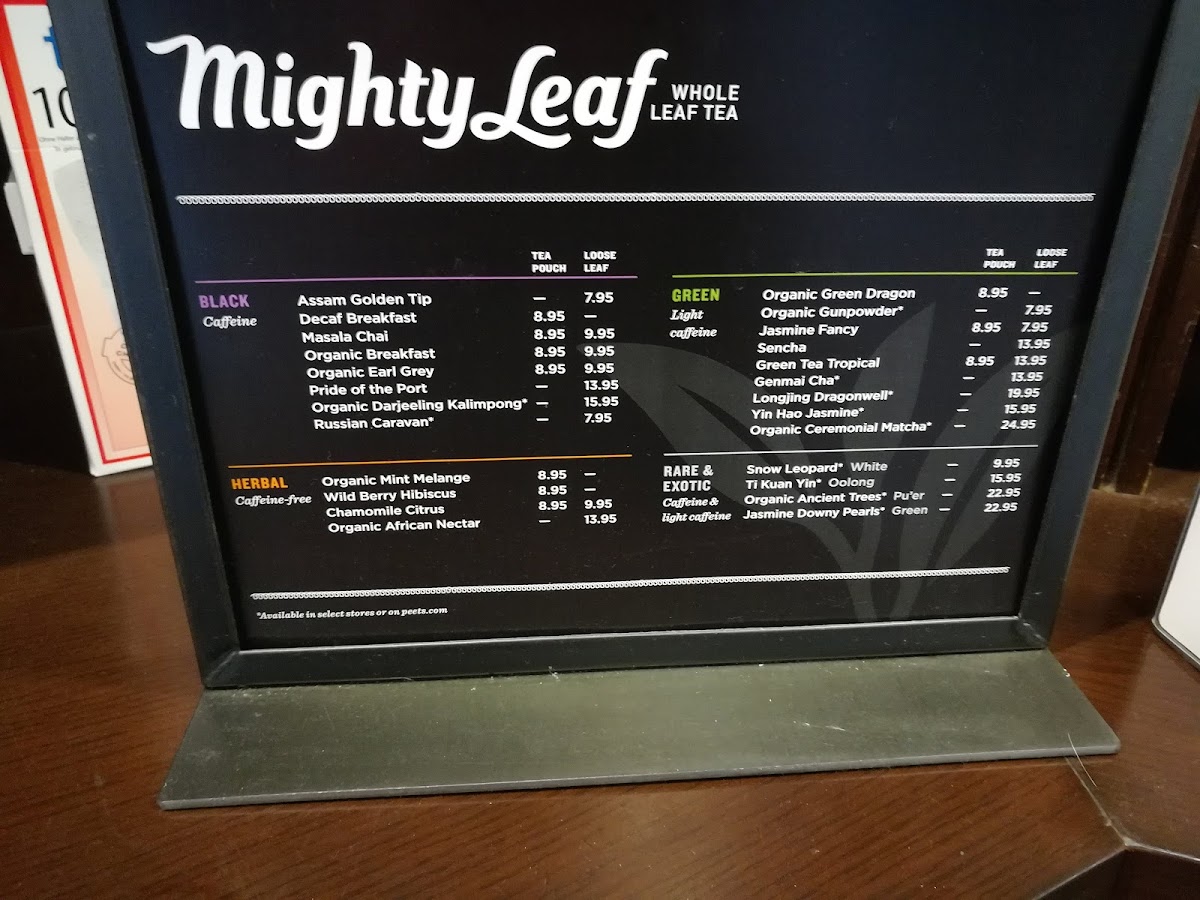 Mighty Leaf WHOLE
LEAF TEA
TEA POUCH LOOSE LEAF
BLACK
Caffeine
Assam Golden Tip — 7.95
Decaf Breakfast 8.95 —
Masala Chai 8.95 9.95
Organic Breakfast 8.95 9.95
Organic Earl Grey 8.95 9.95
Pride of the Port — 13.95
Organic Darjeeling Kalimpong* — 15.95
Russian Caravan* — 7.95
HERBAL
Caffeine-free
Organic Mint Melange 8.95 —
Wild Berry Hibiscus 8.95 —
Chamomile Citrus 8.95 9.95
Organic African Nectar — 13.95
TEA POUCH LOOSE LEAF
GREEN
Light
caffeine
Organic Green Dragon 8.95 —
Organic Gunpowder* — 7.95
Jasmine Fancy 8.95 7.95
Sencha — 13.95
Green Tea Tropical 8.95 13.95
Genmai Cha* — 13.95
Longjing Dragonwell* — 19.95
Yin Hao Jasmine* — 15.95
Organic Ceremonial Matcha* — 24.95
RARE &
EXOTIC
Caffeine &
light caffeine
Snow Leopard* White — 9.95
Ti Kuan Yin* Oolong — 15.95
Organic Ancient Trees* Pu'er — 22.95
Jasmine Downy Pearls* Green — 22.95
*Available in select stores or on peets.com